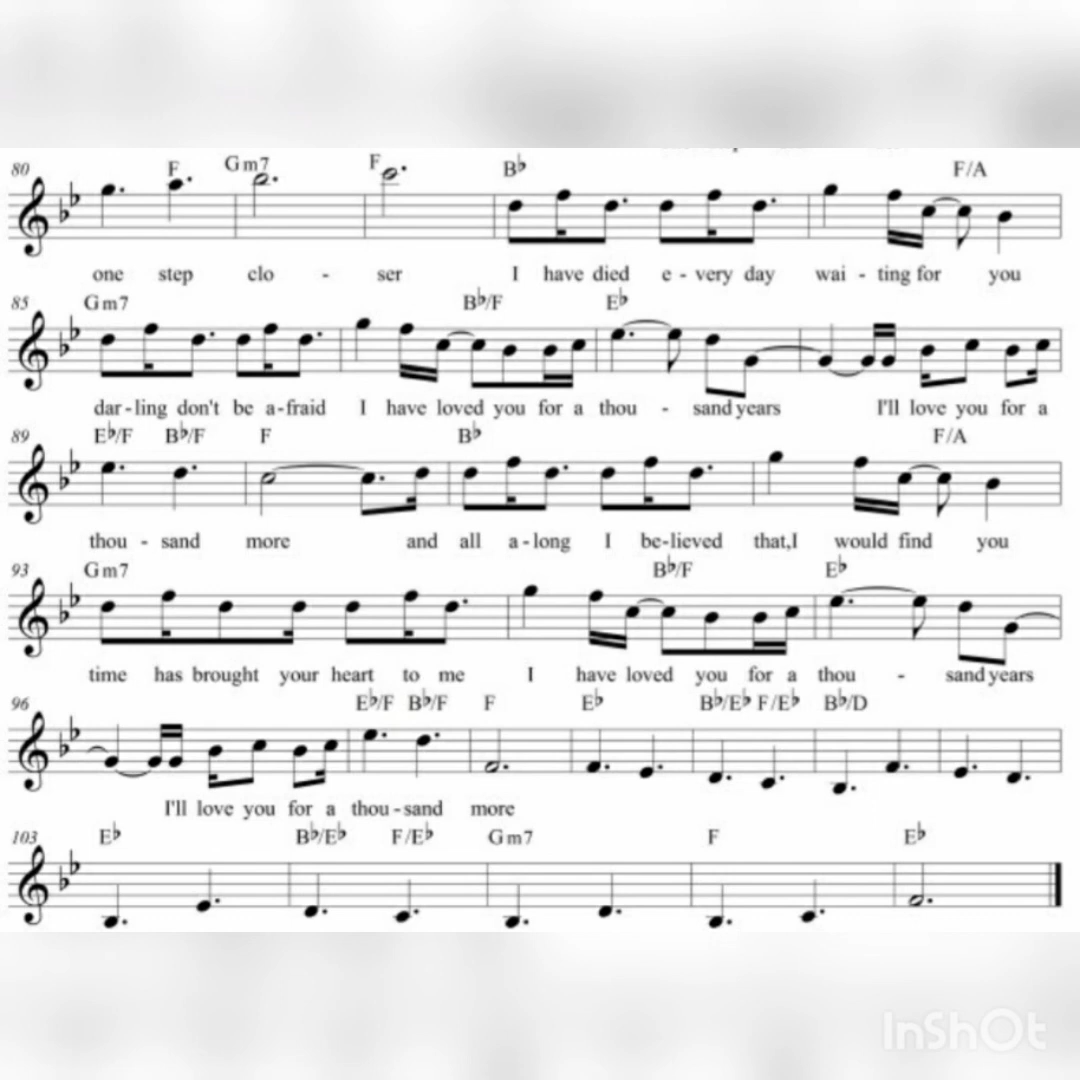 80 F Gm7 F B♭ F/A
one step clo - ser I have died e - very day wai - ting for you
85 Gm7 B♭/F E♭
dar - ling don't be a - fraid I have loved you for a thou - sand years I'll love you for a
89 E♭/F B♭/F F B♭ F/A
thou - sand more and all a - long I be - lieved that,I would find you
93 Gm7 B♭/F E♭
time has brought your heart to me I have loved you for a thou - sand years
96 E♭/F B♭/F F E♭ B♭/E♭ F/E♭ B♭/D
I'll love you for a thou - sand more
103 E♭ B♭/E♭ F/E♭ Gm7 F E♭
InShOt